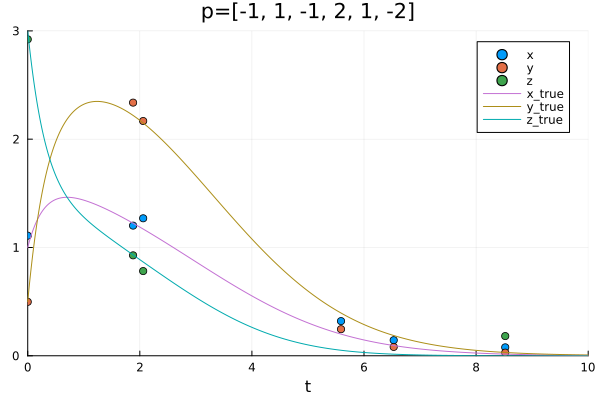 p=[-1, 1, -1, 2, 1, -2]
3
x
y
z
x_true
y_true
z_true
2
1
0
0 2 4 6 8 10
t